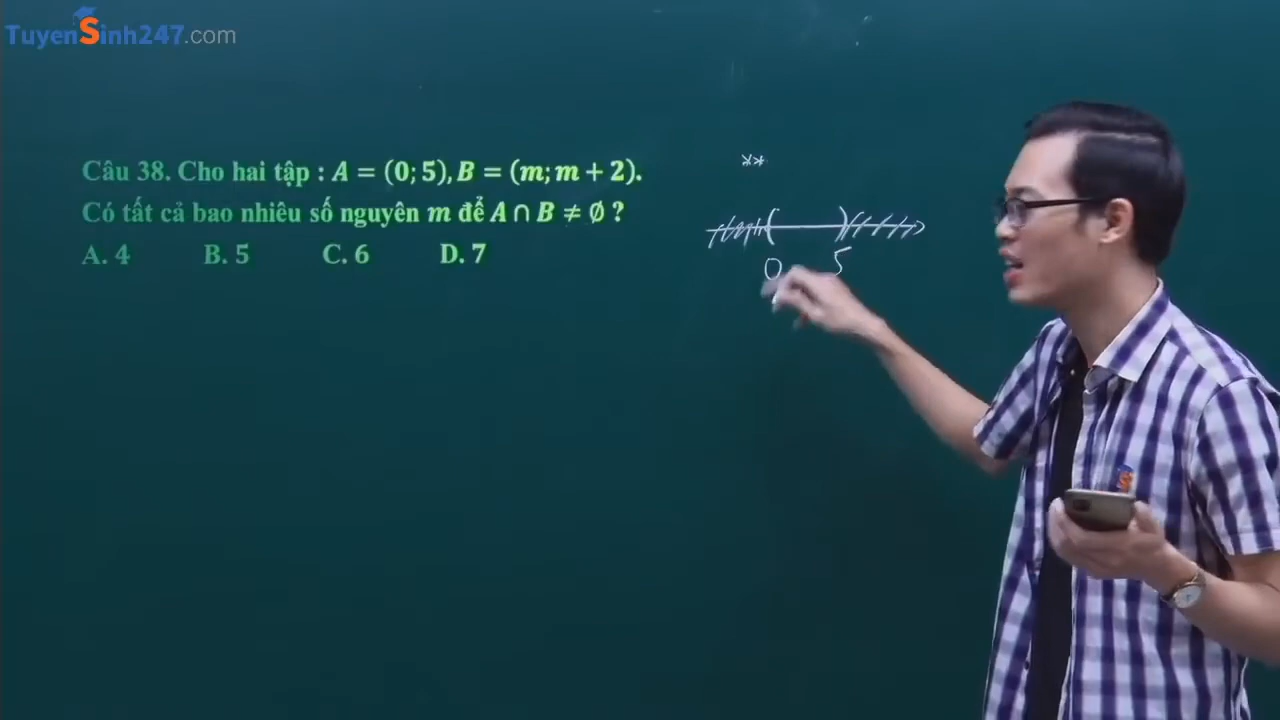 TuyenSinh247.com
Câu 38. Cho hai tập : A = (0; 5), B = (m; m + 2).
Có tất cả bao nhiêu số nguyên m để A ∩ B ≠ ∅ ?
A. 4 B. 5 C. 6 D. 7
**
( )
0 5